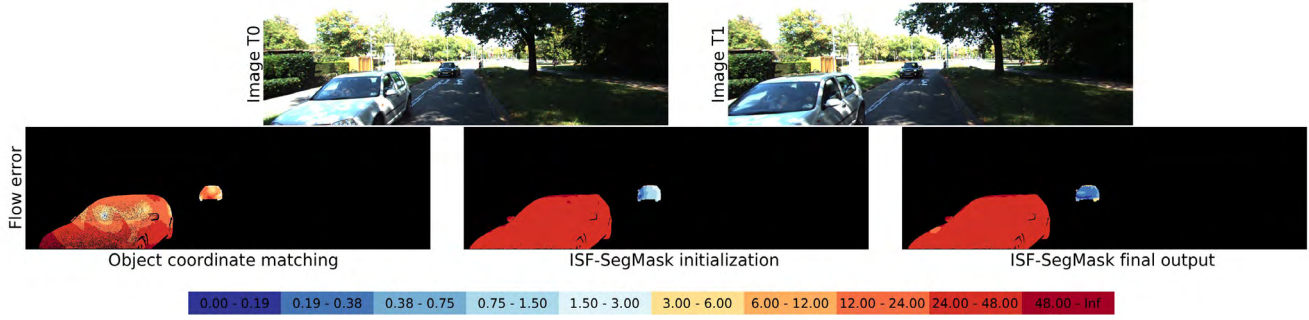 Image T0
Image T1
Flow error
Object coordinate matching
ISF-SegMask initialization
ISF-SegMask final output
0.00 - 0.19 0.19 - 0.38 0.38 - 0.75 0.75 - 1.50 1.50 - 3.00 3.00 - 6.00 6.00 - 12.00 12.00 - 24.00 24.00 - 48.00 48.00 - Inf